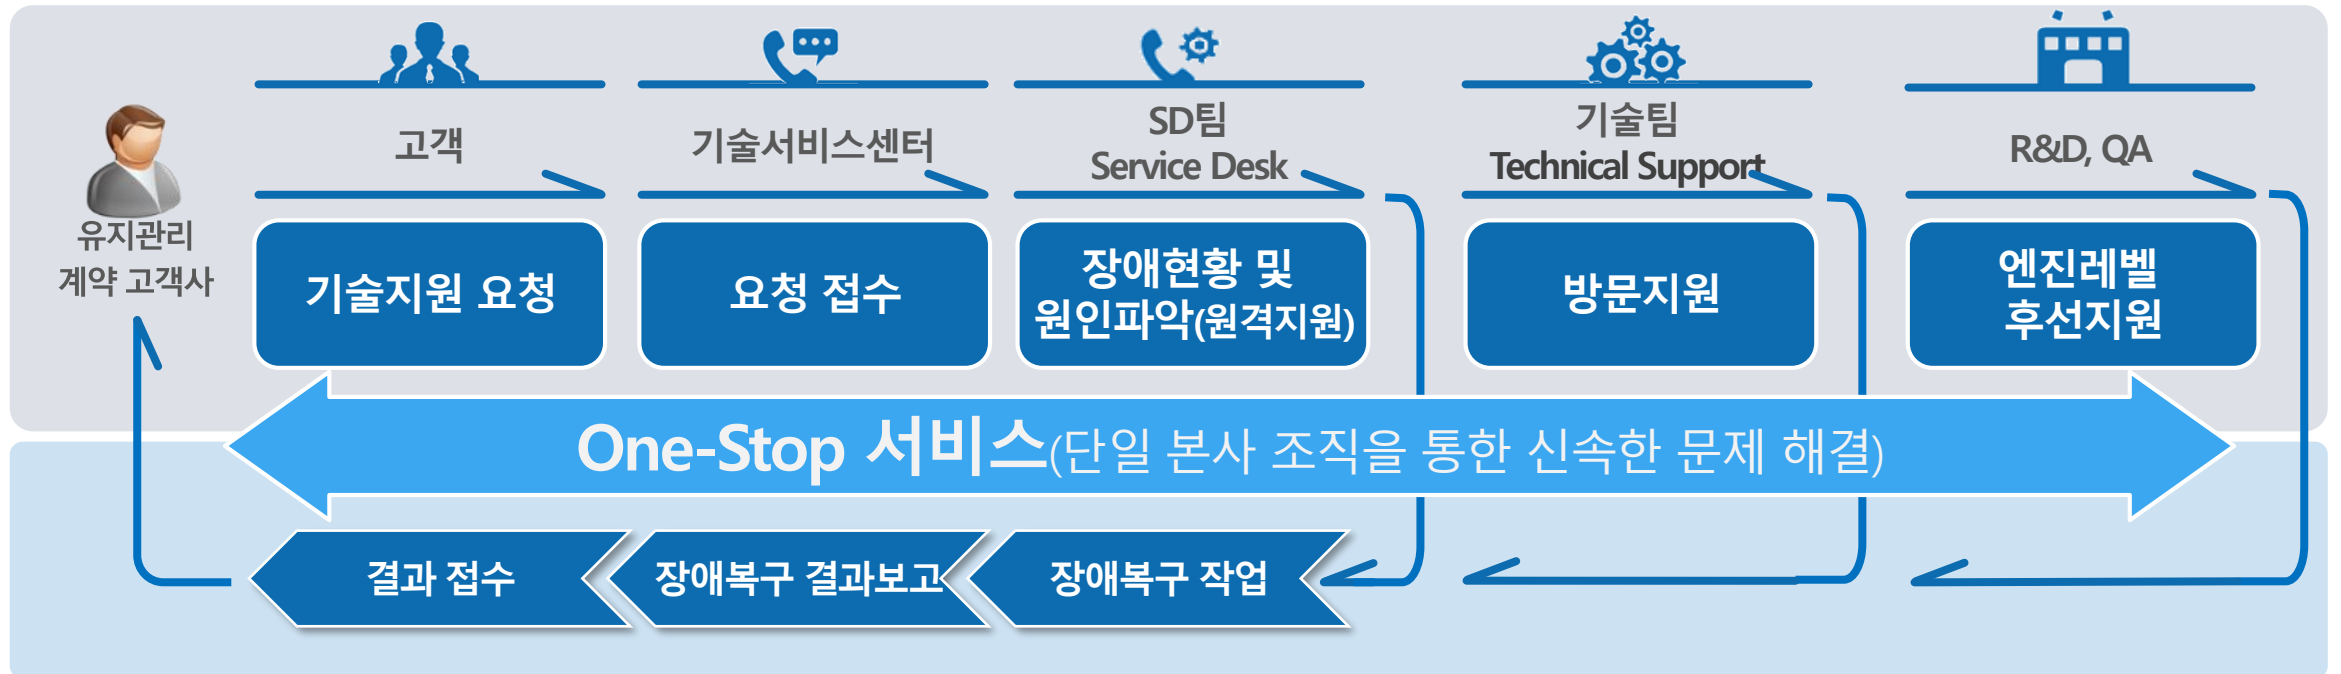 고객
기술서비스센터
SD팀
Service Desk
기술팀
Technical Support
R&D, QA
유지관리
계약 고객사
기술지원 요청
요청 접수
장애현황 및
원인파악(원격지원)
방문지원
엔진레벨
후선지원
One-Stop 서비스(단일 본사 조직을 통한 신속한 문제 해결)
결과 접수
장애복구 결과보고
장애복구 작업